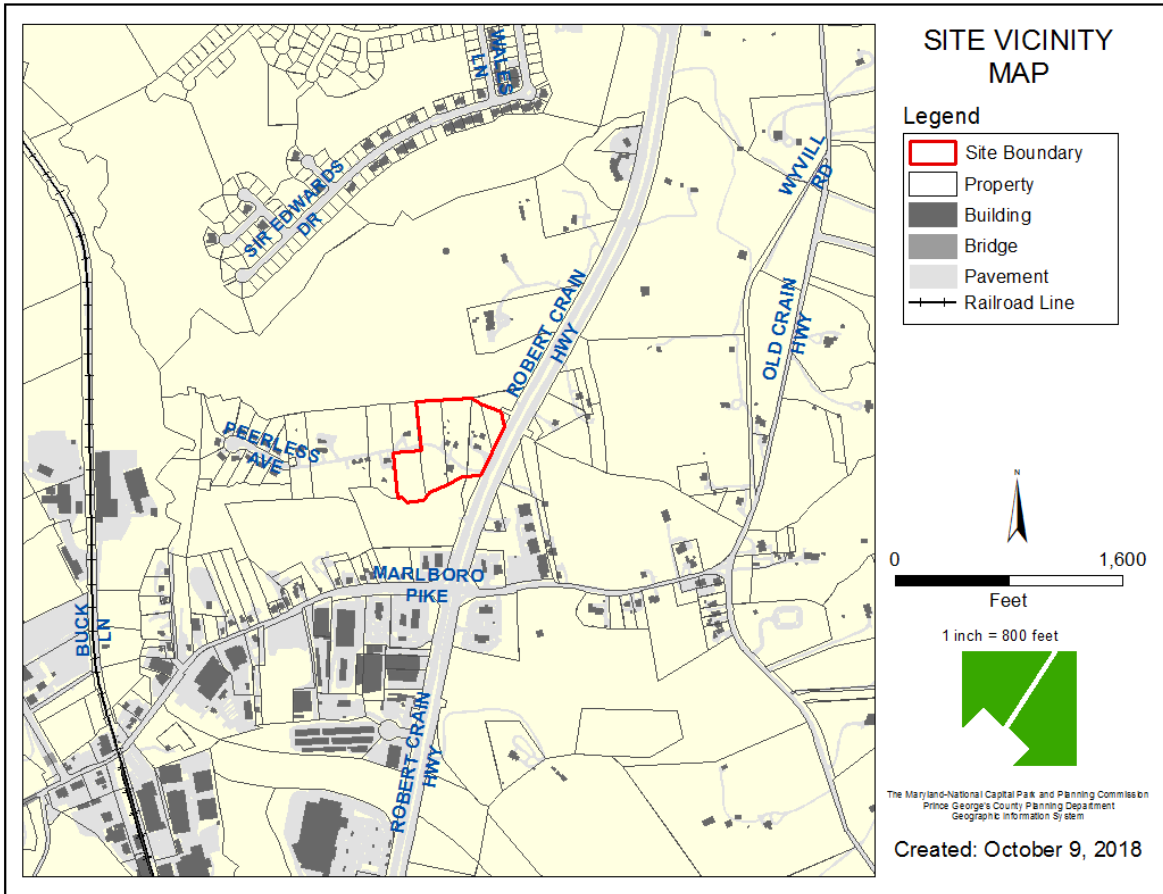 SITE VICINITY
MAP
Legend
Site Boundary
Property
Building
Bridge
Pavement
Railroad Line
WALES
LN
SIR EDWARDS
DR
WYVILL
RD
ROBERT CRAIN
HWY
OLD CRAIN
HWY
PEERLESS
AVE
MARLBORO
PIKE
BUCK
LN
ROBERT CRAIN
HWY
N
0 1,600
Feet
1 inch = 800 feet
The Maryland-National Capital Park and Planning Commission
Prince George's County Planning Department
Geographic Information System
Created: October 9, 2018